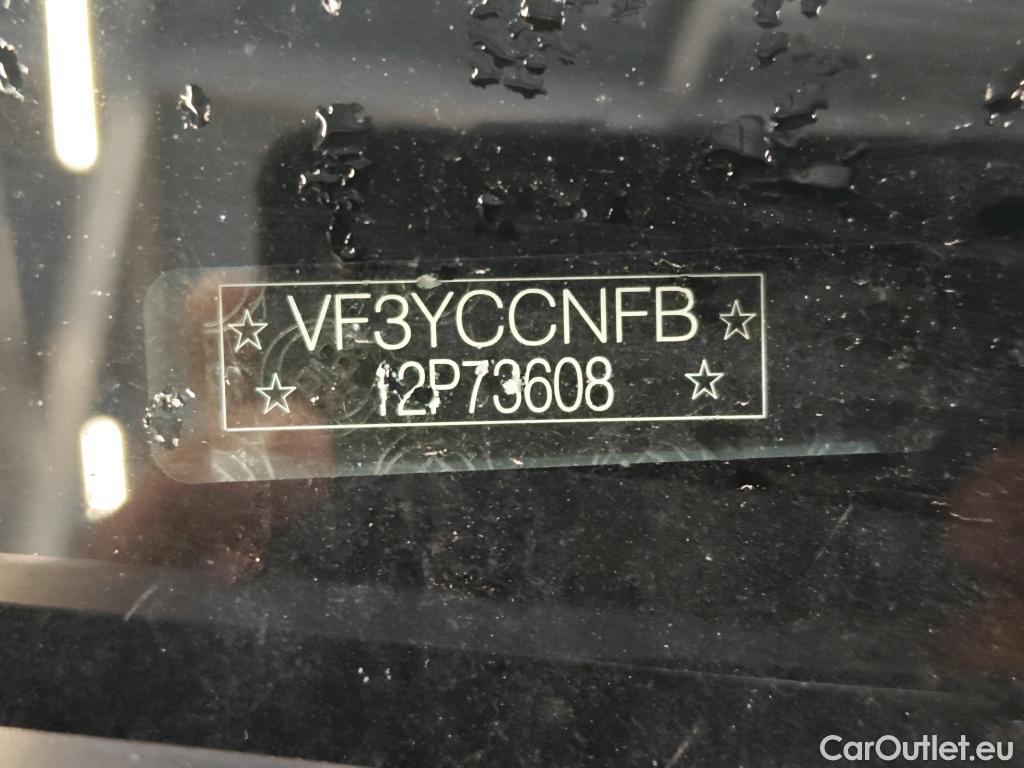 ☆ VF3YCCNFB ☆
☆ 12P73608 ☆
CarOutlet.eu